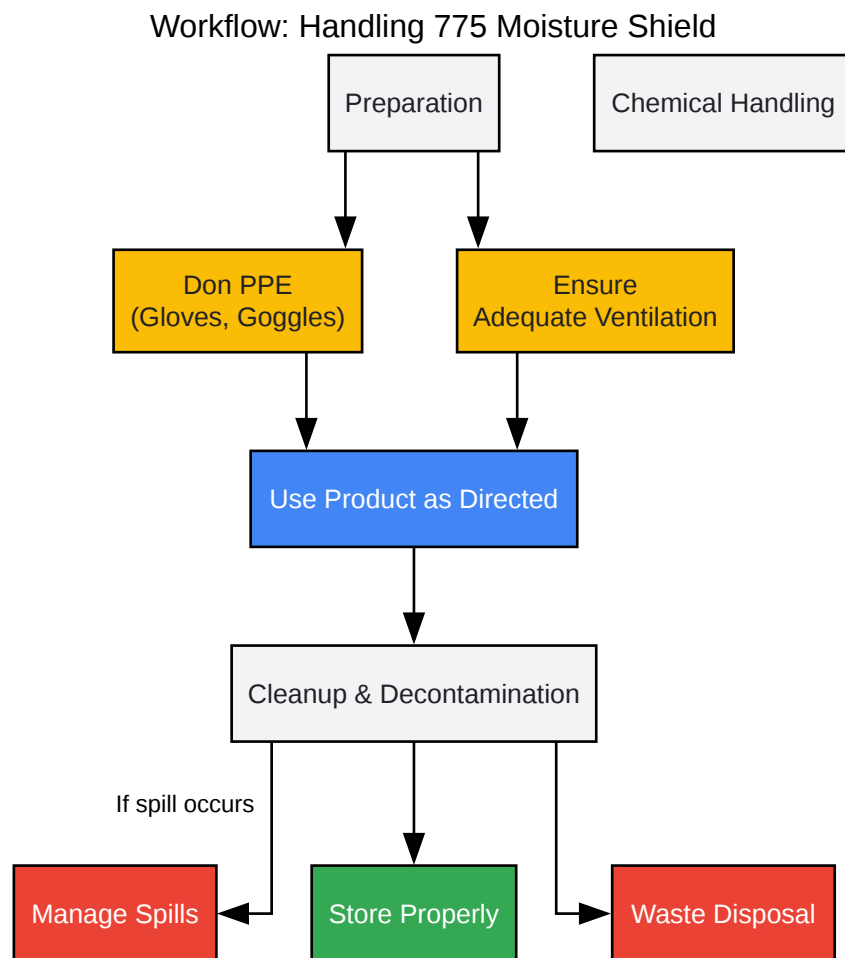 Workflow: Handling 775 Moisture Shield
Preparation
Chemical Handling
Don PPE
(Gloves, Goggles)
Ensure
Adequate Ventilation
Use Product as Directed
Cleanup & Decontamination
If spill occurs
Manage Spills
Store Properly
Waste Disposal